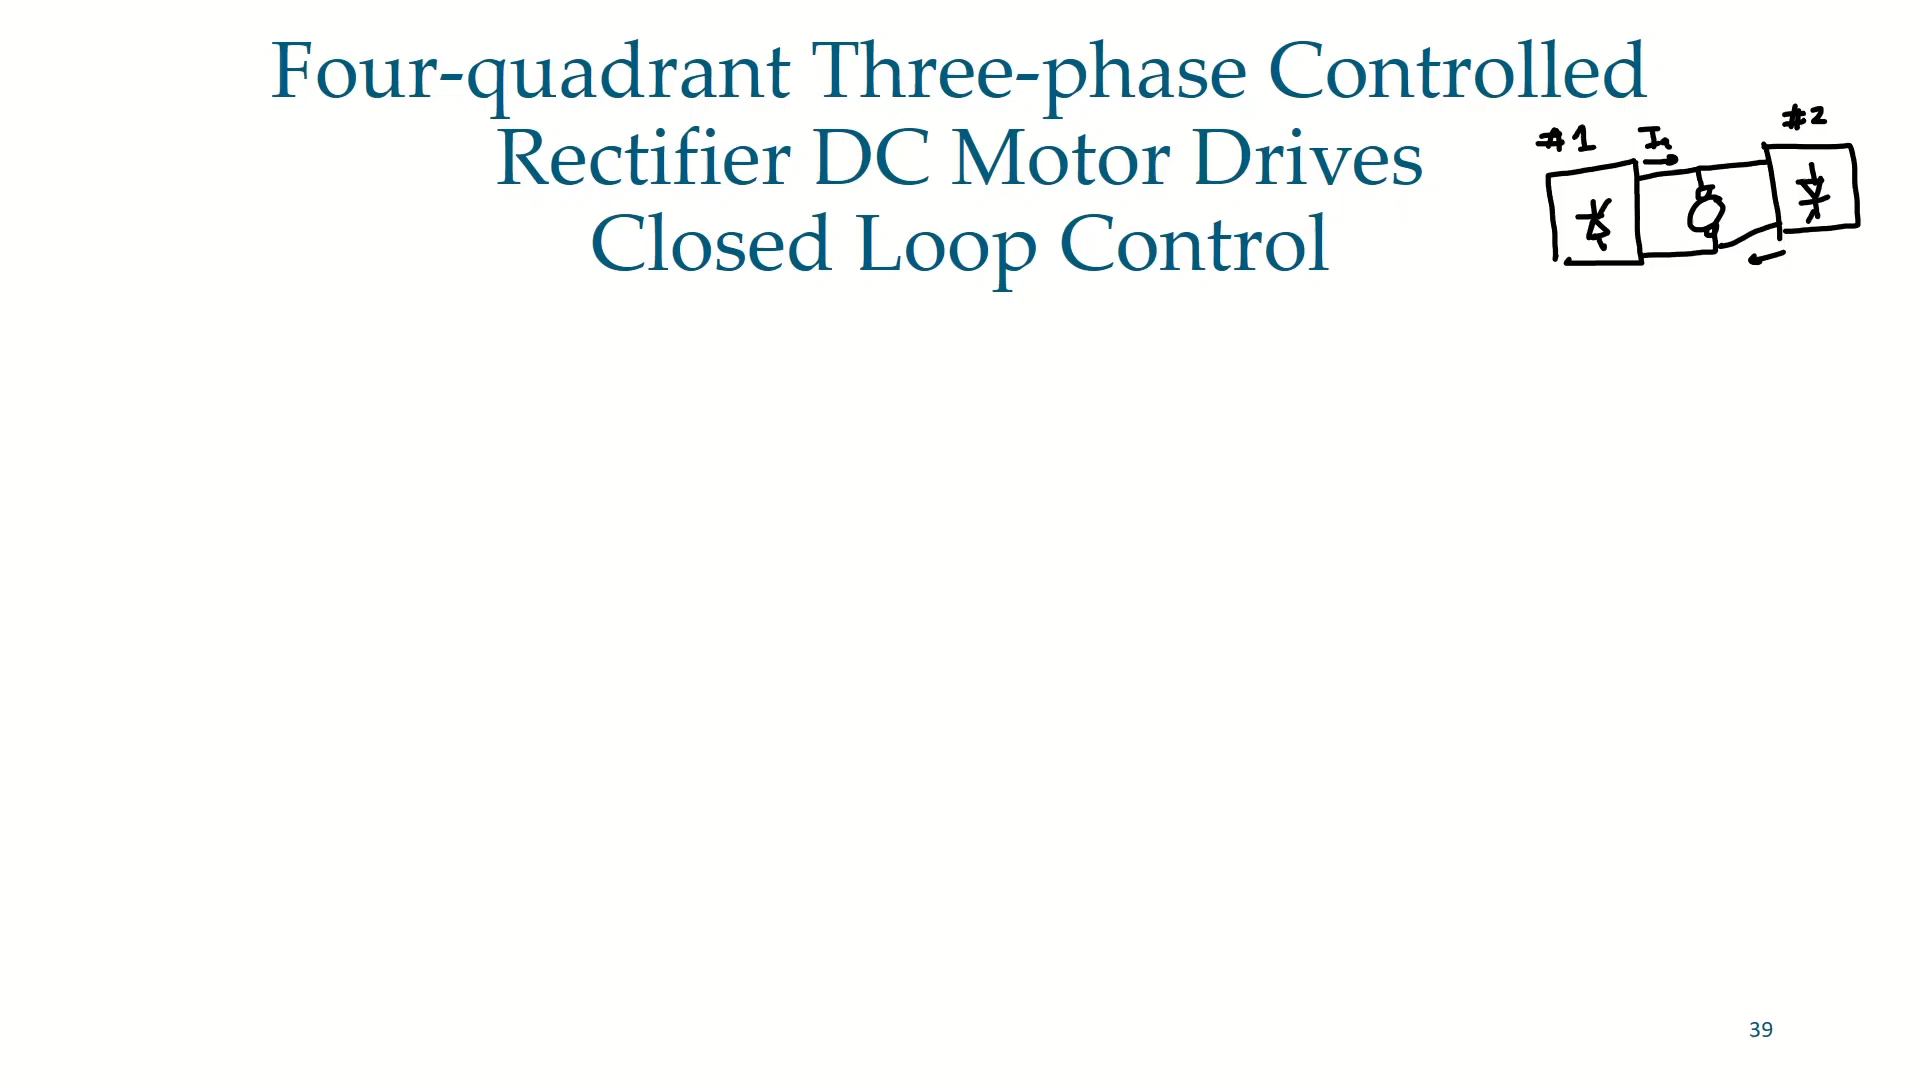 Four-quadrant Three-phase Controlled
Rectifier DC Motor Drives
Closed Loop Control
#1
#2
39